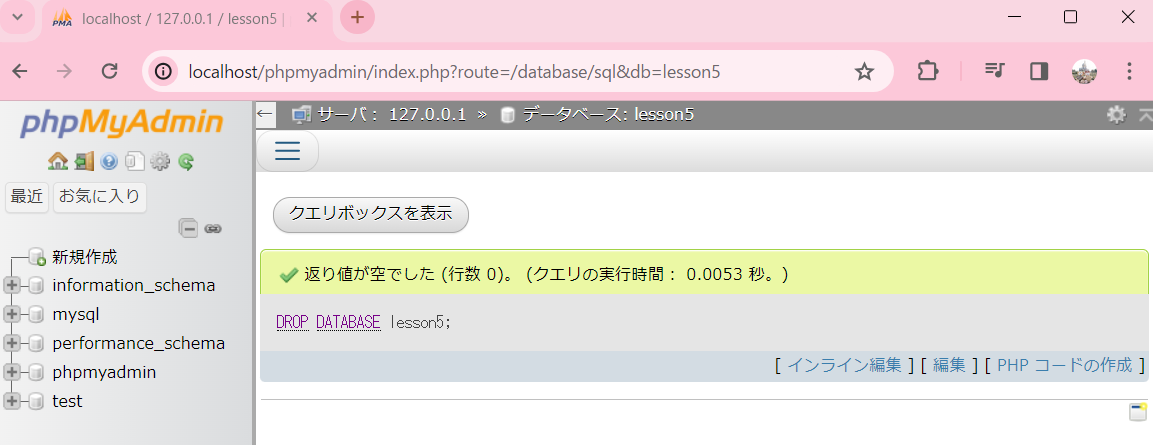 PMA localhost / 127.0.0.1 / lesson5 |
localhost/phpmyadmin/index.php?route=/database/sql&db=lesson5
phpMyAdmin
最近 お気に入り
新規作成
information_schema
mysql
performance_schema
phpmyadmin
test
サーバ: 127.0.0.1 » データベース: lesson5
クエリボックスを表示
返り値が空でした (行数 0)。 (クエリの実行時間： 0.0053 秒。)
DROP DATABASE lesson5;
[ インライン編集 ] [ 編集 ] [ PHP コードの作成 ]